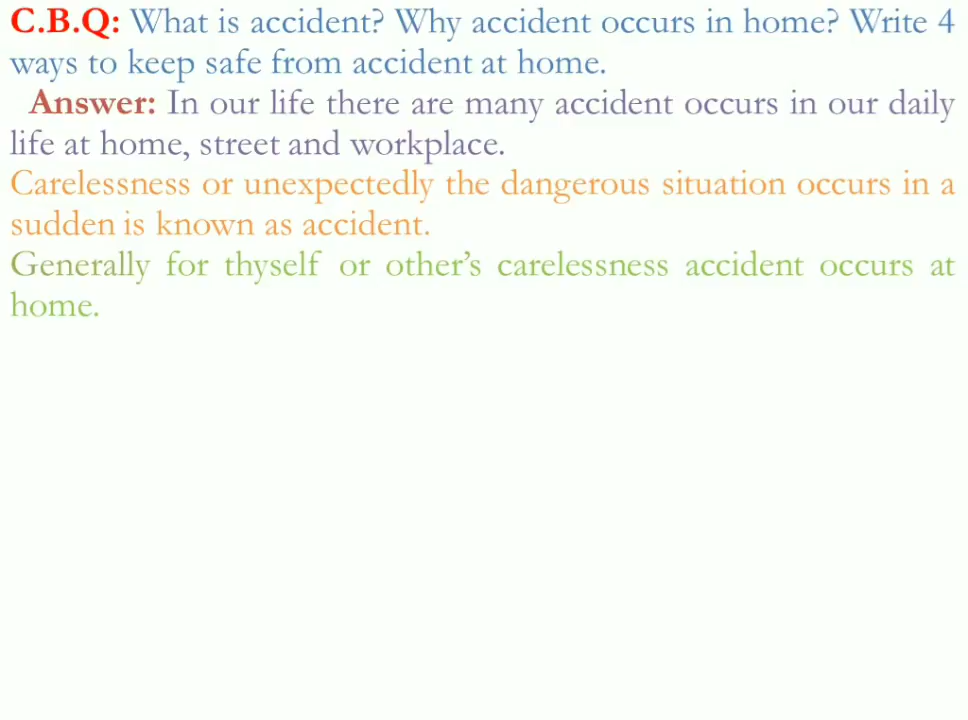 C.B.Q: What is accident? Why accident occurs in home? Write 4
ways to keep safe from accident at home.
Answer: In our life there are many accident occurs in our daily
life at home, street and workplace.
Carelessness or unexpectedly the dangerous situation occurs in a
sudden is known as accident.
Generally for thyself or other’s carelessness accident occurs at
home.